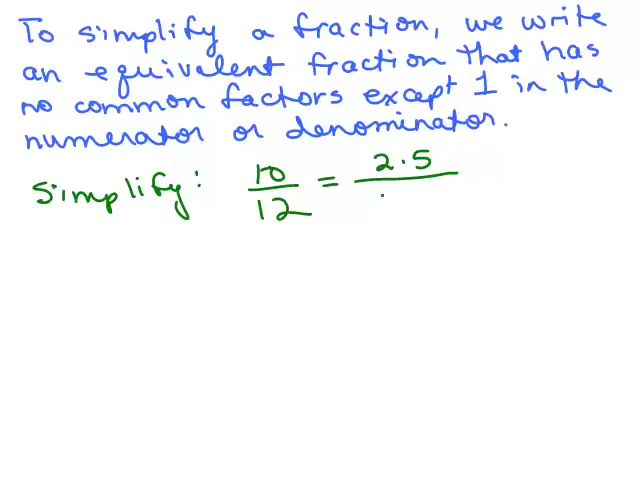 To simplify a fraction, we write
an equivalent fraction that has
no common factors except 1 in the
numerator or denominator.
Simplify: 10/12 = 2·5/